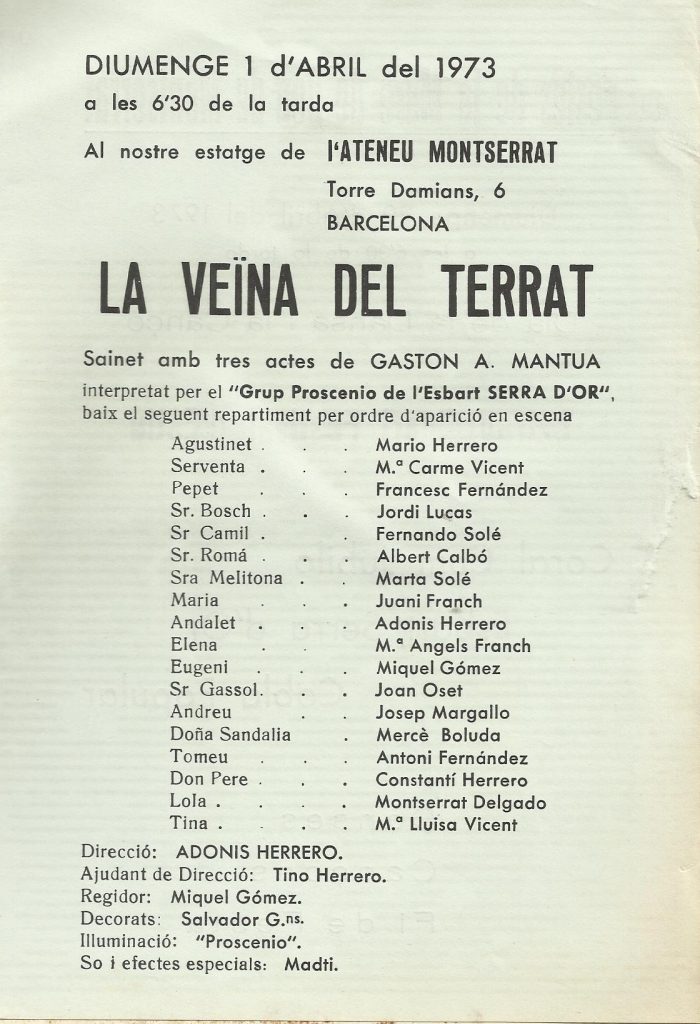 DIUMENGE 1 d'ABRIL del 1973
a les 6'30 de la tarda
Al nostre estatge de l'ATENEU MONTSERRAT
Torre Damians, 6
BARCELONA
LA VEÏNA DEL TERRAT
Sainet amb tres actes de GASTON A. MANTUA
interpretat per el "Grup Proscenio de l'Esbart SERRA D'OR",
baix el seguent repartiment per ordre d'aparició en escena
Agustinet . . . Mario Herrero
Serventa . . . M.ª Carme Vicent
Pepet . . Francesc Fernández
Sr. Bosch . . . Jordi Lucas
Sr Camil . . Fernando Solé
Sr. Romá . . . Albert Calbó
Sra Melitona . . Marta Solé
Maria . . . Juani Franch
Andalet . . . Adonis Herrero
Elena . . M.ª Angels Franch
Eugeni . . . Miquel Gómez
Sr Gassol. . . Joan Oset
Andreu . . Josep Margallo
Doña Sandalia . Mercè Boluda
Tomeu . . . Antoni Fernández
Don Pere . . . Constantí Herrero
Lola . . . . Montserrat Delgado
Tina . . . . M.ª Lluisa Vicent
Direcció: ADONIS HERRERO.
Ajudant de Direcció: Tino Herrero.
Regidor: Miquel Gómez.
Decorats: Salvador G.ns.
Illuminació: "Proscenio".
So i efectes especials: Madti.